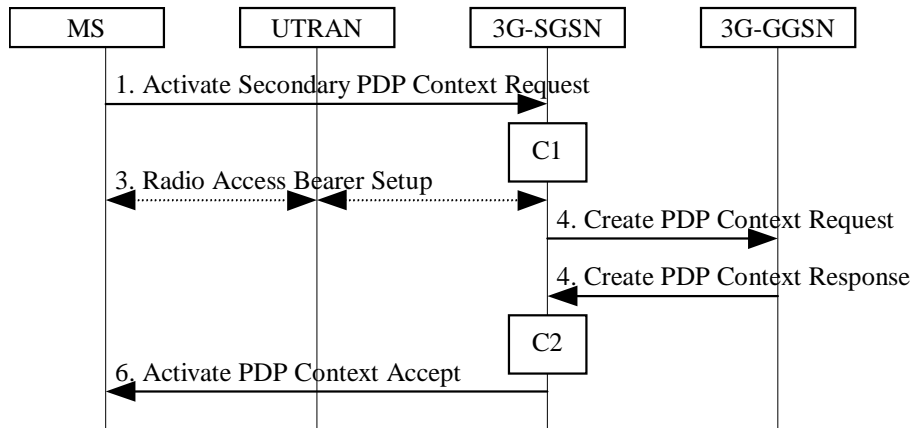 MS UTRAN 3G-SGSN 3G-GGSN
1. Activate Secondary PDP Context Request
C1
3. Radio Access Bearer Setup
4. Create PDP Context Request
4. Create PDP Context Response
C2
6. Activate PDP Context Accept